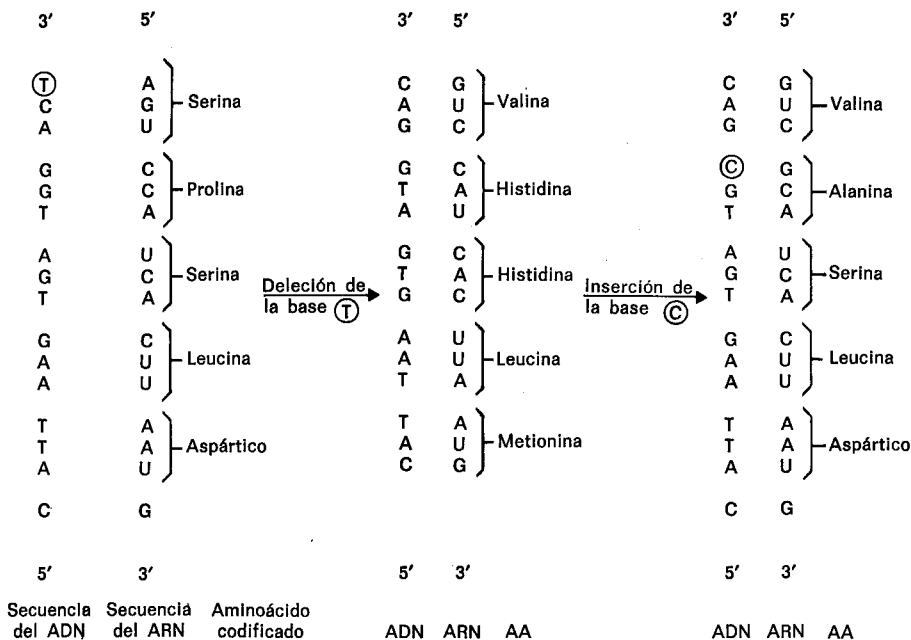 3′ 5′ 3′ 5′ 3′ 5′
T A C G C G
C G Serina A U Valina A U Valina
A U G C G C
G C G C C G
G C Prolina T A Histidina G C Alanina
T A A U T A
A U G C A U
G C Serina T A Histidina G C Serina
T A G C T A
Deleción de la base T
Inserción de la base C
G C A U G C
A U Leucina A U Leucina A U Leucina
A U T A A U
T A T A T A
T A Aspártico A U Metionina T A Aspártico
A U C G A U
C G C G
5′ 3′ 5′ 3′ 5′ 3′
Secuencia del ADN Secuencia del ARN Aminoácido codificado ADN ARN AA ADN ARN AA